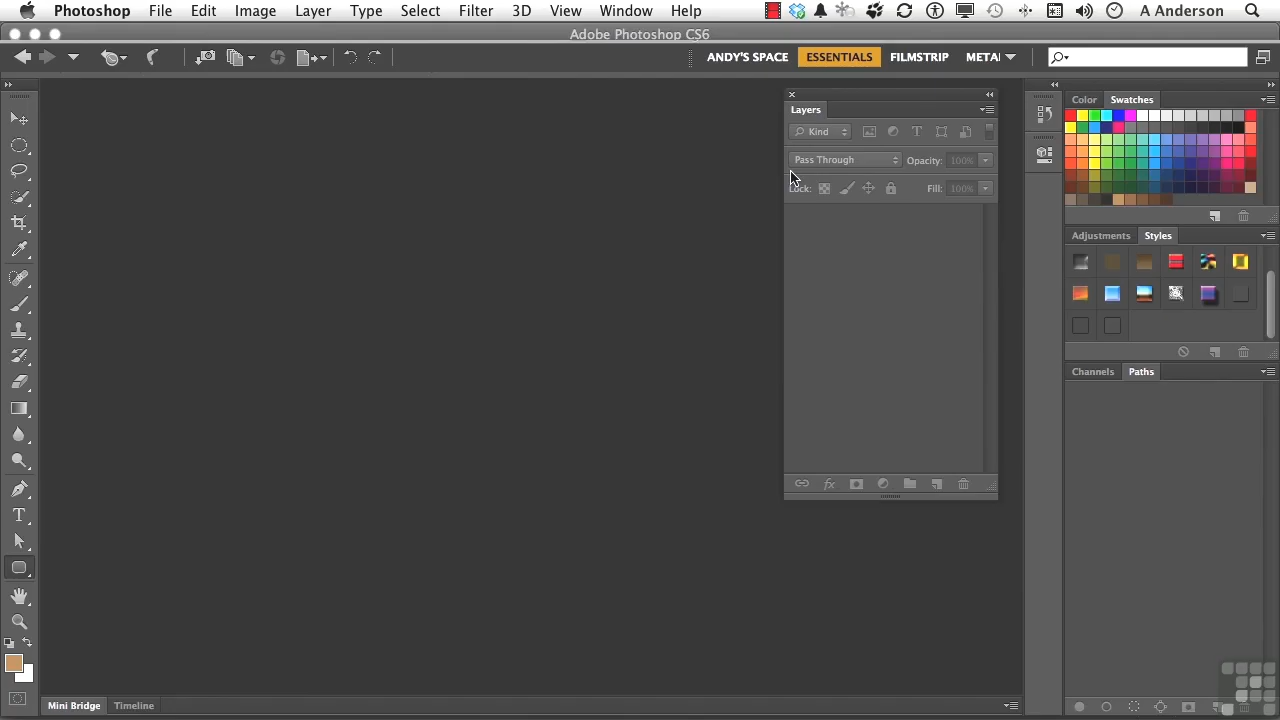 Photoshop File Edit Image Layer Type Select Filter 3D View Window Help A Anderson
Adobe Photoshop CS6
ANDY'S SPACE ESSENTIALS FILMSTRIP
Layers
Color Swatches
Kind
Pass Through Opacity: 100%
Lock: Fill: 100%
Adjustments Styles
Channels Paths
Mini Bridge Timeline